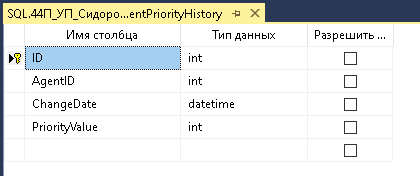 SQL.44П_УП_Сидоро...entPriorityHistory
Имя столбца Тип данных Разрешить ...
ID int
AgentID int
ChangeDate datetime
PriorityValue int